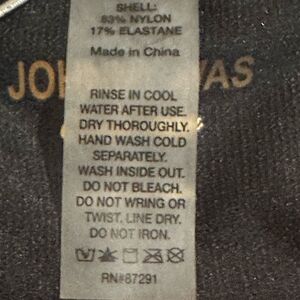 SHELL:
83% NYLON
17% ELASTANE
Made in China
JO
VAS
RINSE IN COOL
WATER AFTER USE.
DRY THOROUGHLY.
HAND WASH COLD
SEPARATELY.
WASH INSIDE OUT.
DO NOT BLEACH.
DO NOT WRING OR
TWIST. LINE DRY.
DO NOT IRON.
RN#87291